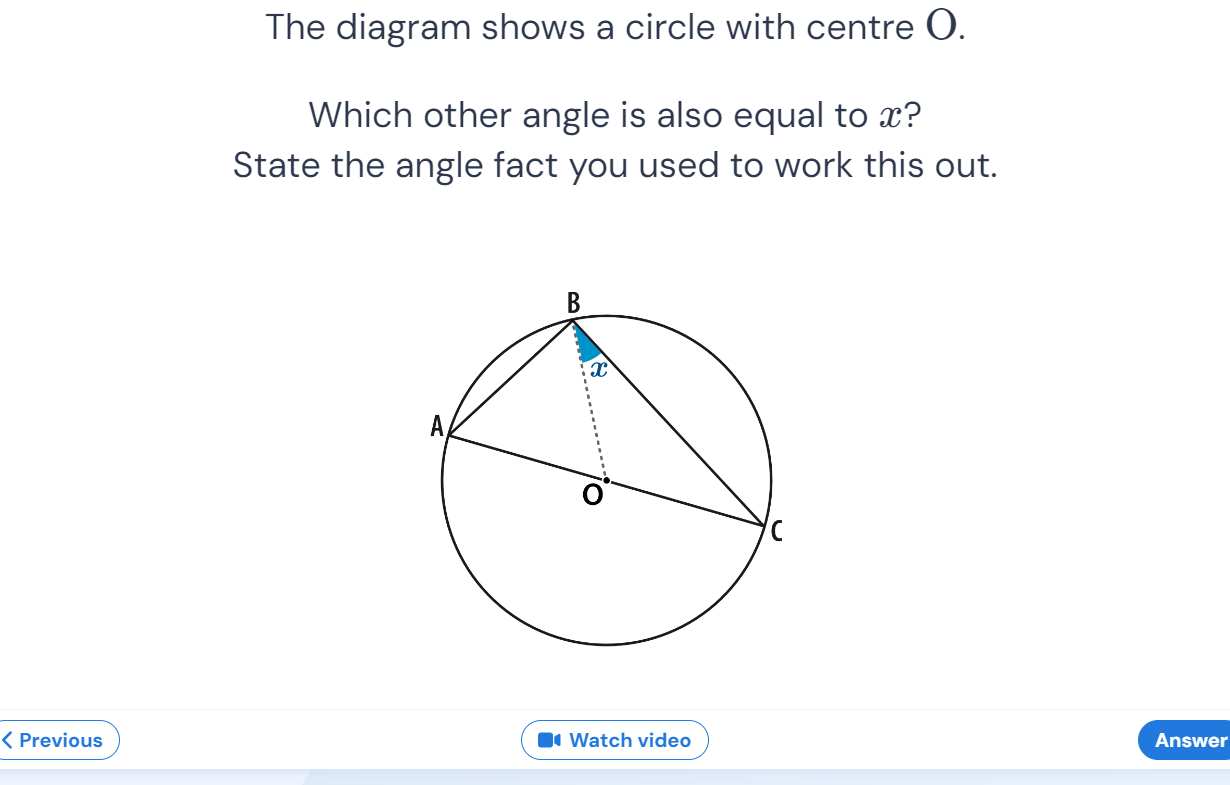 The diagram shows a circle with centre O.
Which other angle is also equal to x?
State the angle fact you used to work this out.
B
x
A
O
C
Previous
Watch video
Answer